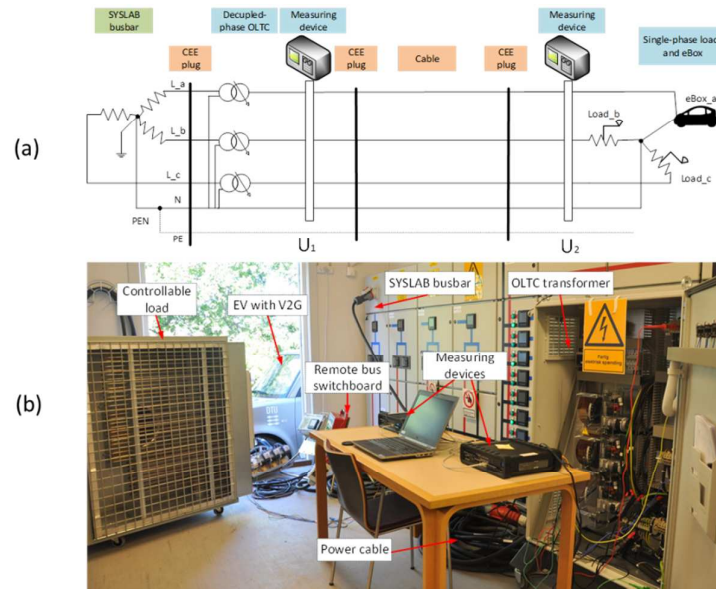 (a)
SYSLAB
busbar
Decupled-
phase OLTC
Measuring
device
Measuring
device
Single-phase load
and eBox
CEE
plug
CEE
plug
Cable
CEE
plug
L_a
L_b
L_c
N
PEN
PE
U1
U2
Load_b
eBox_a
Load_c
(b)
Controllable
load
EV with V2G
SYSLAB busbar
OLTC transformer
Remote bus
switchboard
Measuring
devices
Power cable
DTU